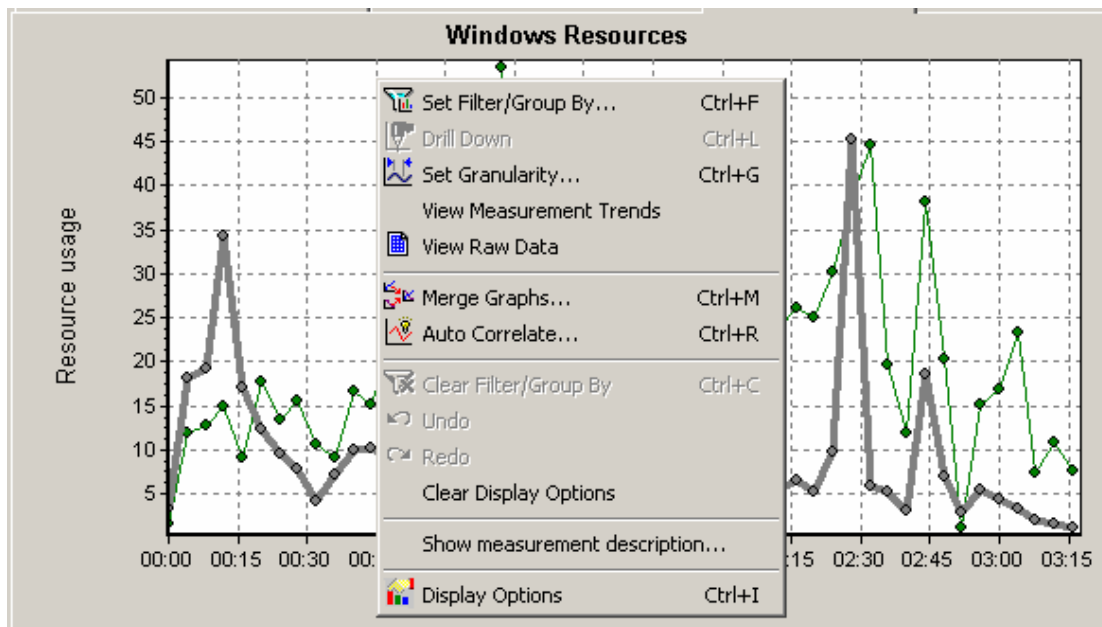 Windows Resources
50
45
40
35
30
25
20
15
10
5
Resource usage
Set Filter/Group By... Ctrl+F
Drill Down Ctrl+L
Set Granularity... Ctrl+G
View Measurement Trends
View Raw Data
Merge Graphs... Ctrl+M
Auto Correlate... Ctrl+R
Clear Filter/Group By Ctrl+C
Undo
Redo
Clear Display Options
Show measurement description...
Display Options Ctrl+I
00:00 00:15 00:30 00: :15 02:30 02:45 03:00 03:15